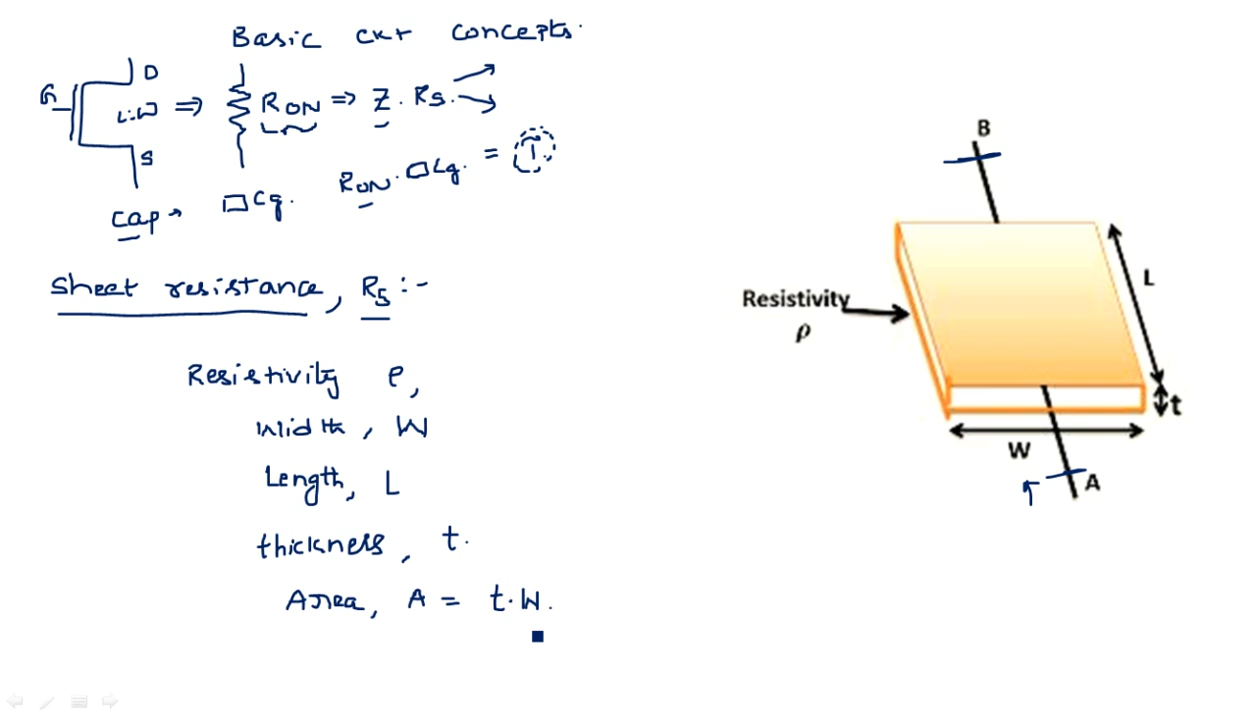 Basic ckt concepts.
G D L:W S ⇒ RON ⇒ Z . Rs.
Cap → □Cg. RON . □Cg. = τ
Sheet resistance, Rs :-
Resistivity ρ,
Width, W
Length, L
thickness, t.
Area, A = t.W.
B
L
Resistivity
ρ
t
W
A